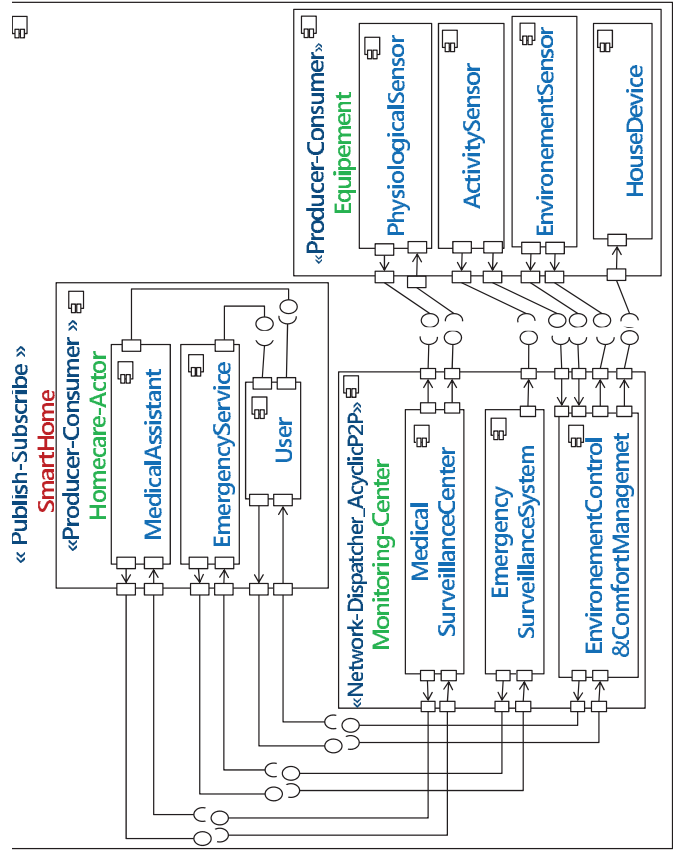 « Publish-Subscribe »
SmartHome
«Producer-Consumer »
Homecare-Actor
MedicalAssistant
EmergencyService
User
«Network-Dispatcher_AcyclicP2P»
Monitoring-Center
Medical
SurveillanceCenter
Emergency
SurveillanceSystem
EnvironementControl
&ComfortManagemet
«Producer-Consumer»
Equipement
PhysiologicalSensor
ActivitySensor
EnvironementSensor
HouseDevice